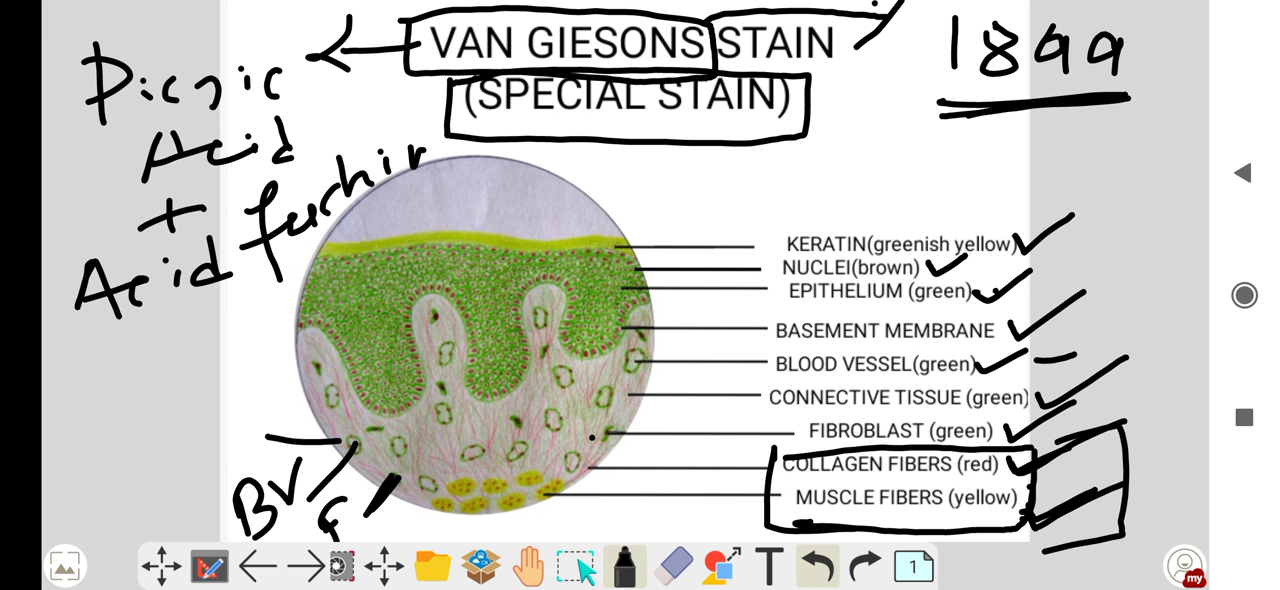 VAN GIESONS STAIN
(SPECIAL STAIN)
1899
Picric
Acid
+
Acid fuchin
KERATIN(greenish yellow)
NUCLEI(brown)
EPITHELIUM (green)
BASEMENT MEMBRANE
BLOOD VESSEL(green)
CONNECTIVE TISSUE (green)
FIBROBLAST (green)
COLLAGEN FIBERS (red)
MUSCLE FIBERS (yellow)
BV
T
1
my